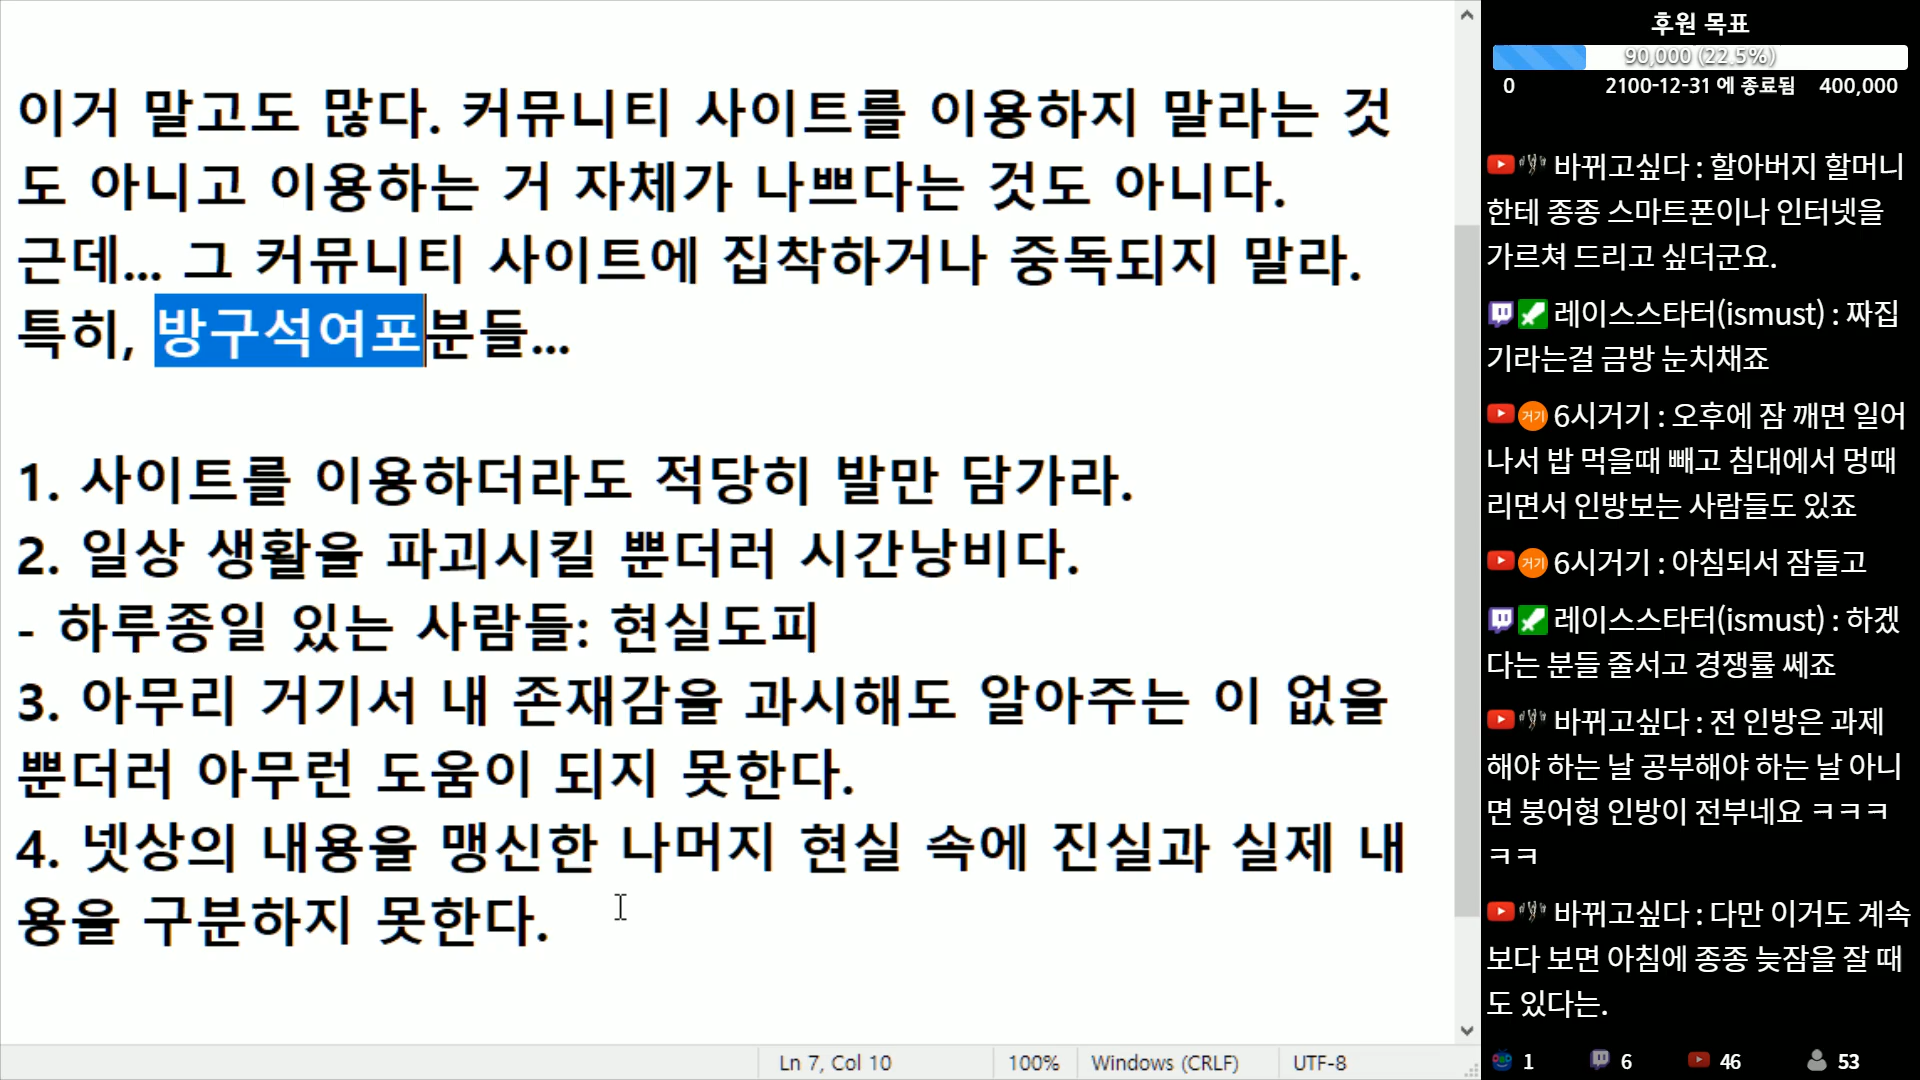 이거 말고도 많다. 커뮤니티 사이트를 이용하지 말라는 것
도 아니고 이용하는 거 자체가 나쁘다는 것도 아니다.
근데... 그 커뮤니티 사이트에 집착하거나 중독되지 말라.
특히, 방구석여포분들...
1. 사이트를 이용하더라도 적당히 발만 담가라.
2. 일상 생활을 파괴시킬 뿐더러 시간낭비다.
- 하루종일 있는 사람들: 현실도피
3. 아무리 거기서 내 존재감을 과시해도 알아주는 이 없을
뿐더러 아무런 도움이 되지 못한다.
4. 넷상의 내용을 맹신한 나머지 현실 속에 진실과 실제 내
용을 구분하지 못한다.
Ln 7, Col 10
100%
Windows (CRLF)
UTF-8
후원 목표
90,000 (22.5%)
0 2100-12-31 에 종료됨 400,000
바뀌고싶다 : 할아버지 할머니
한테 종종 스마트폰이나 인터넷을
가르쳐 드리고 싶더군요.
레이스스타터(ismust) : 짜집
기라는걸 금방 눈치채죠
거기 6시거기 : 오후에 잠 깨면 일어
나서 밥 먹을때 빼고 침대에서 멍때
리면서 인방보는 사람들도 있죠
거기 6시거기 : 아침되서 잠들고
레이스스타터(ismust) : 하겠
다는 분들 줄서고 경쟁률 쎄죠
바뀌고싶다 : 전 인방은 과제
해야 하는 날 공부해야 하는 날 아니
면 붕어형 인방이 전부네요 ㅋㅋㅋ
ㅋㅋ
바뀌고싶다 : 다만 이거도 계속
보다 보면 아침에 종종 늦잠을 잘 때
도 있다는.
1 6 46 53